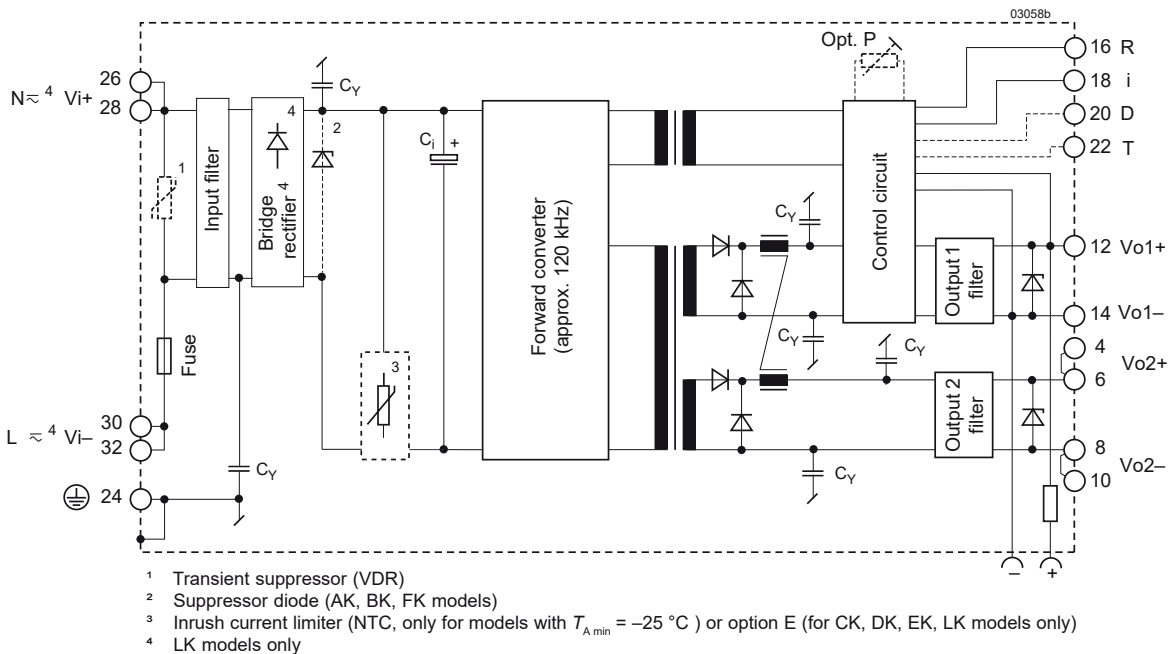 03058b
Opt. P
16 R
18 i
20 D
22 T
26
N ≂ 4 Vi+
28
CY
4
2
1
Ci
+
Input filter
Bridge
rectifier 4
Forward converter
(approx. 120 kHz)
Control circuit
CY
12 Vo1+
Output 1
filter
14 Vo1–
CY
CY
4
Vo2+
6
Fuse
3
Output 2
filter
30
L ≂ 4 Vi–
32
8
Vo2–
10
CY
CY
24
– +
1 Transient suppressor (VDR)
2 Suppressor diode (AK, BK, FK models)
3 Inrush current limiter (NTC, only for models with TA min = –25 °C ) or option E (for CK, DK, EK, LK models only)
4 LK models only